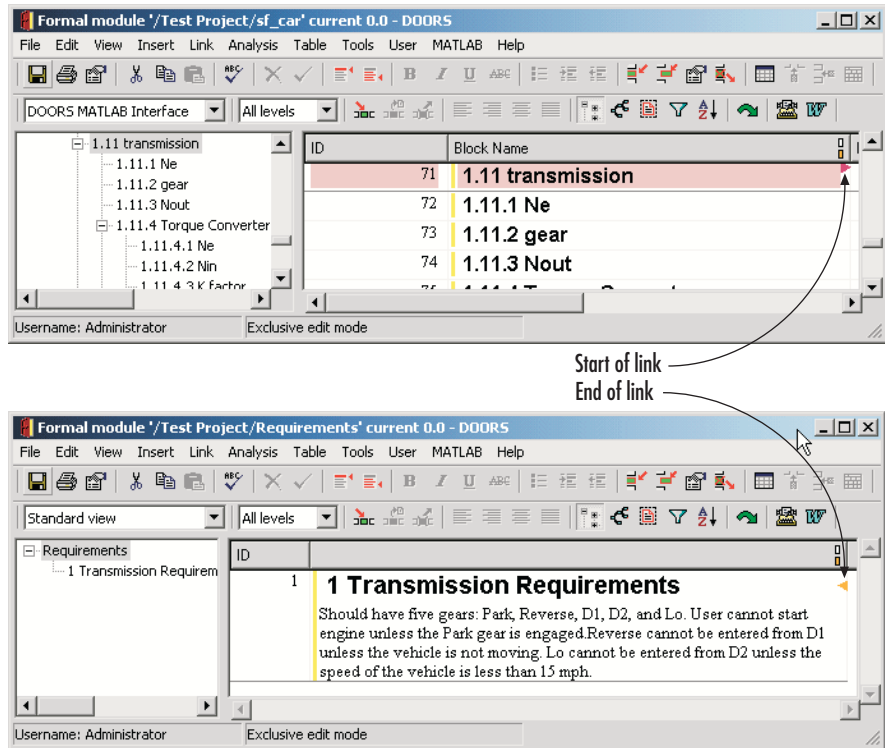 Formal module '/Test Project/sf_car' current 0.0 - DOORS
File Edit View Insert Link Analysis Table Tools User MATLAB Help
ABC B I U ABC
DOORS MATLAB Interface All levels W
1.11 transmission
1.11.1 Ne
1.11.2 gear
1.11.3 Nout
1.11.4 Torque Converter
1.11.4.1 Ne
1.11.4.2 Nin
1.11.4.3 K factor
ID Block Name
71 1.11 transmission
72 1.11.1 Ne
73 1.11.2 gear
74 1.11.3 Nout
Username: Administrator Exclusive edit mode
Start of link
End of link
Formal module '/Test Project/Requirements' current 0.0 - DOORS
File Edit View Insert Link Analysis Table Tools User MATLAB Help
ABC B I U ABC
Standard view All levels W
Requirements
1 Transmission Requirem
ID
1 1 Transmission Requirements
Should have five gears: Park, Reverse, D1, D2, and Lo. User cannot start
engine unless the Park gear is engaged.Reverse cannot be entered from D1
unless the vehicle is not moving. Lo cannot be entered from D2 unless the
speed of the vehicle is less than 15 mph.
Username: Administrator Exclusive edit mode